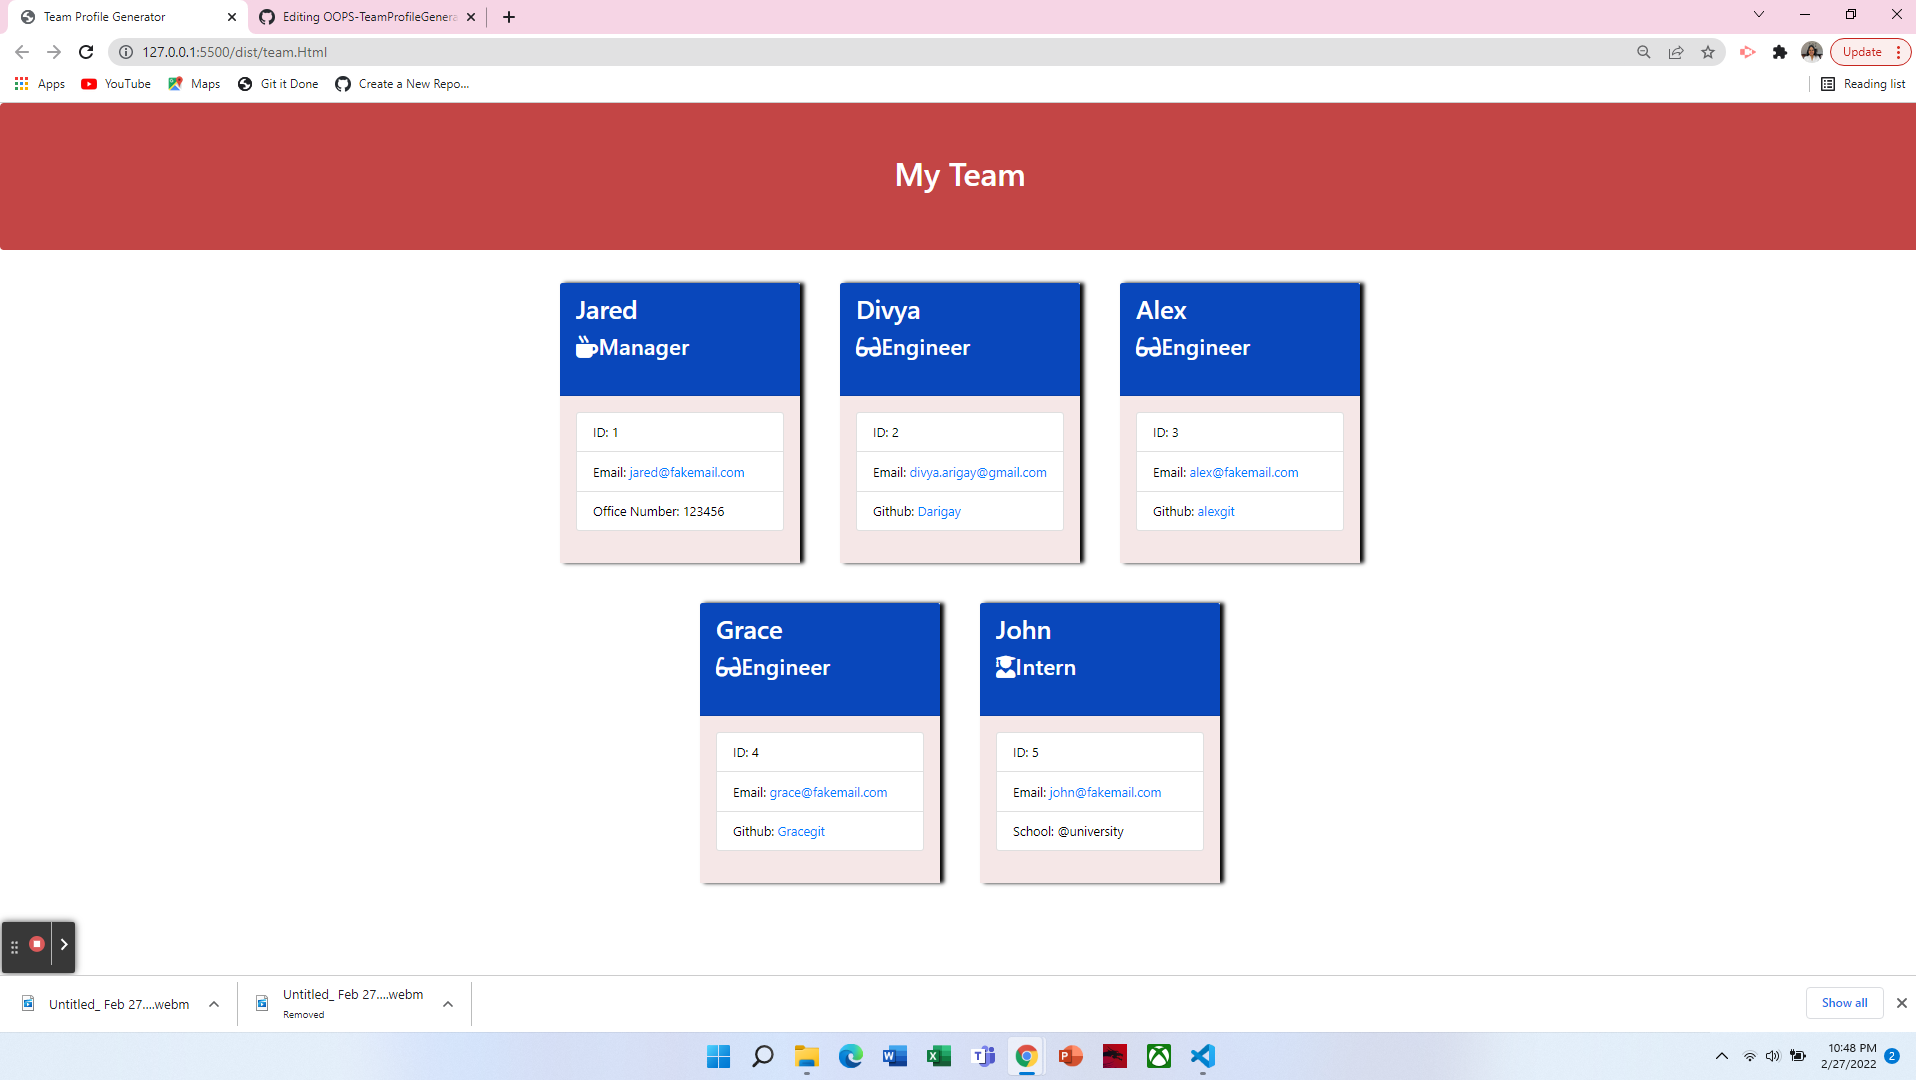 Team Profile Generator
Editing OOPS-TeamProfileGenera
127.0.0.1:5500/dist/team.Html
Update
Apps
YouTube
Maps
Git it Done
Create a New Repo...
Reading list
My Team
Jared
Manager
ID: 1
Email: jared@fakemail.com
Office Number: 123456
Divya
Engineer
ID: 2
Email: divya.arigay@gmail.com
Github: Darigay
Alex
Engineer
ID: 3
Email: alex@fakemail.com
Github: alexgit
Grace
Engineer
ID: 4
Email: grace@fakemail.com
Github: Gracegit
John
Intern
ID: 5
Email: john@fakemail.com
School: @university
Untitled_ Feb 27....webm
Untitled_ Feb 27....webm
Removed
Show all
10:48 PM
2/27/2022
2